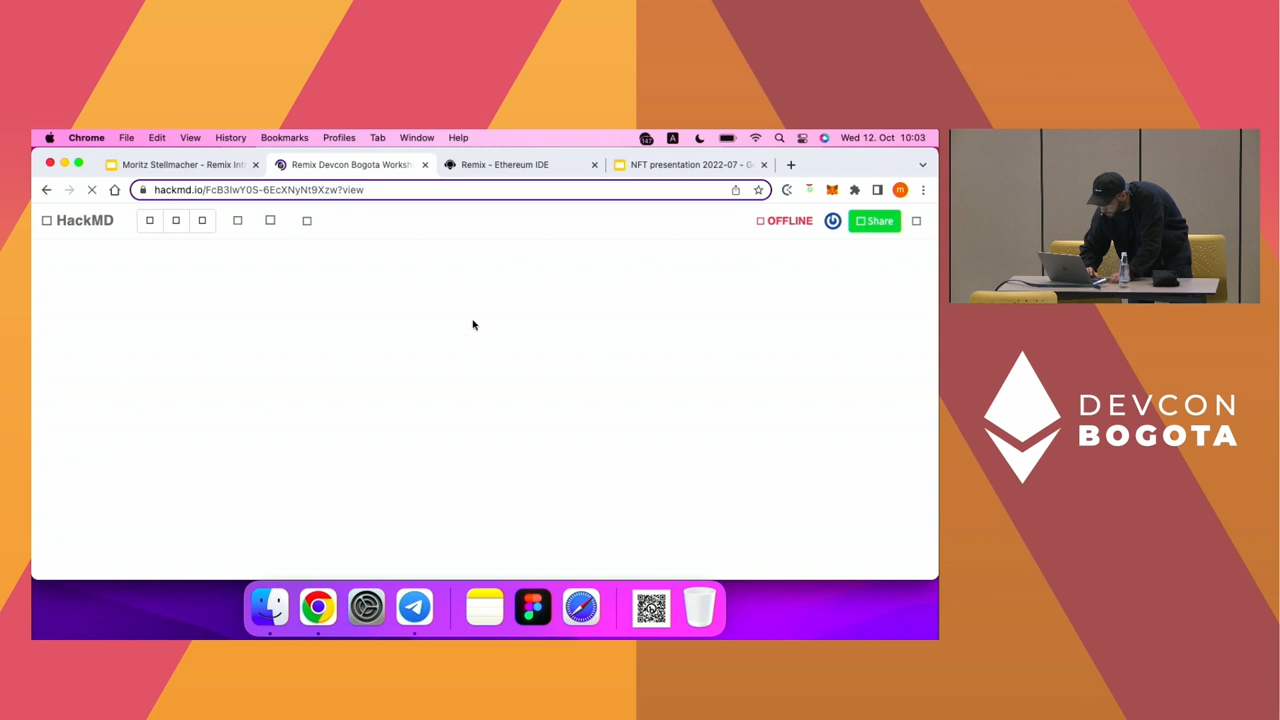 Chrome File Edit View History Bookmarks Profiles Tab Window Help Wed 12. Oct 10:03
Moritz Stellmacher - Remix Int Remix Devcon Bogota Worksh Remix - Ethereum IDE NFT presentation 2022-07 - G
hackmd.io/FcB3lwY0S-6EcXNyNt9Xzw?view
HackMD OFFLINE Share
DEVCON
BOGOTA